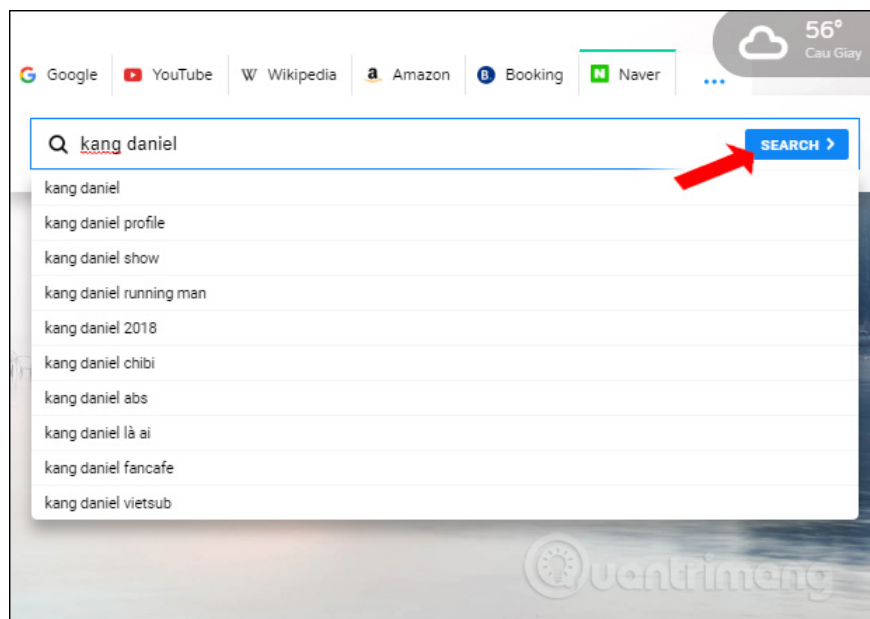 56°
Cau Giay
Google YouTube Wikipedia Amazon Booking Naver ...
kang daniel SEARCH
kang daniel
kang daniel profile
kang daniel show
kang daniel running man
kang daniel 2018
kang daniel chibi
kang daniel abs
kang daniel là ai
kang daniel fancafe
kang daniel vietsub
Quantrimang